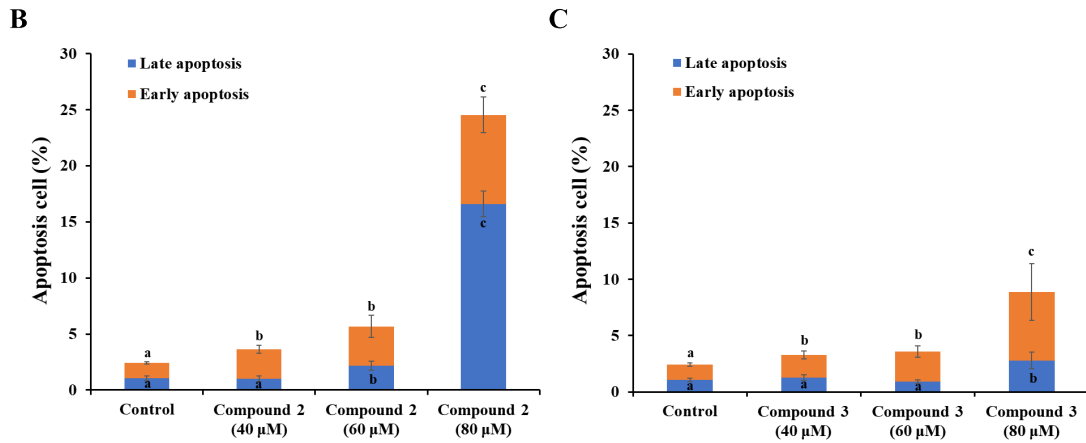 B
Apoptosis cell (%)
30
25
20
15
10
5
0
Late apoptosis
Early apoptosis
a
a
b
a
b
b
c
c
Control
Compound 2
(40 μM)
Compound 2
(60 μM)
Compound 2
(80 μM)
C
Apoptosis cell (%)
30
25
20
15
10
5
0
Late apoptosis
Early apoptosis
a
a
b
a
b
a
c
b
Control
Compound 3
(40 μM)
Compound 3
(60 μM)
Compound 3
(80 μM)